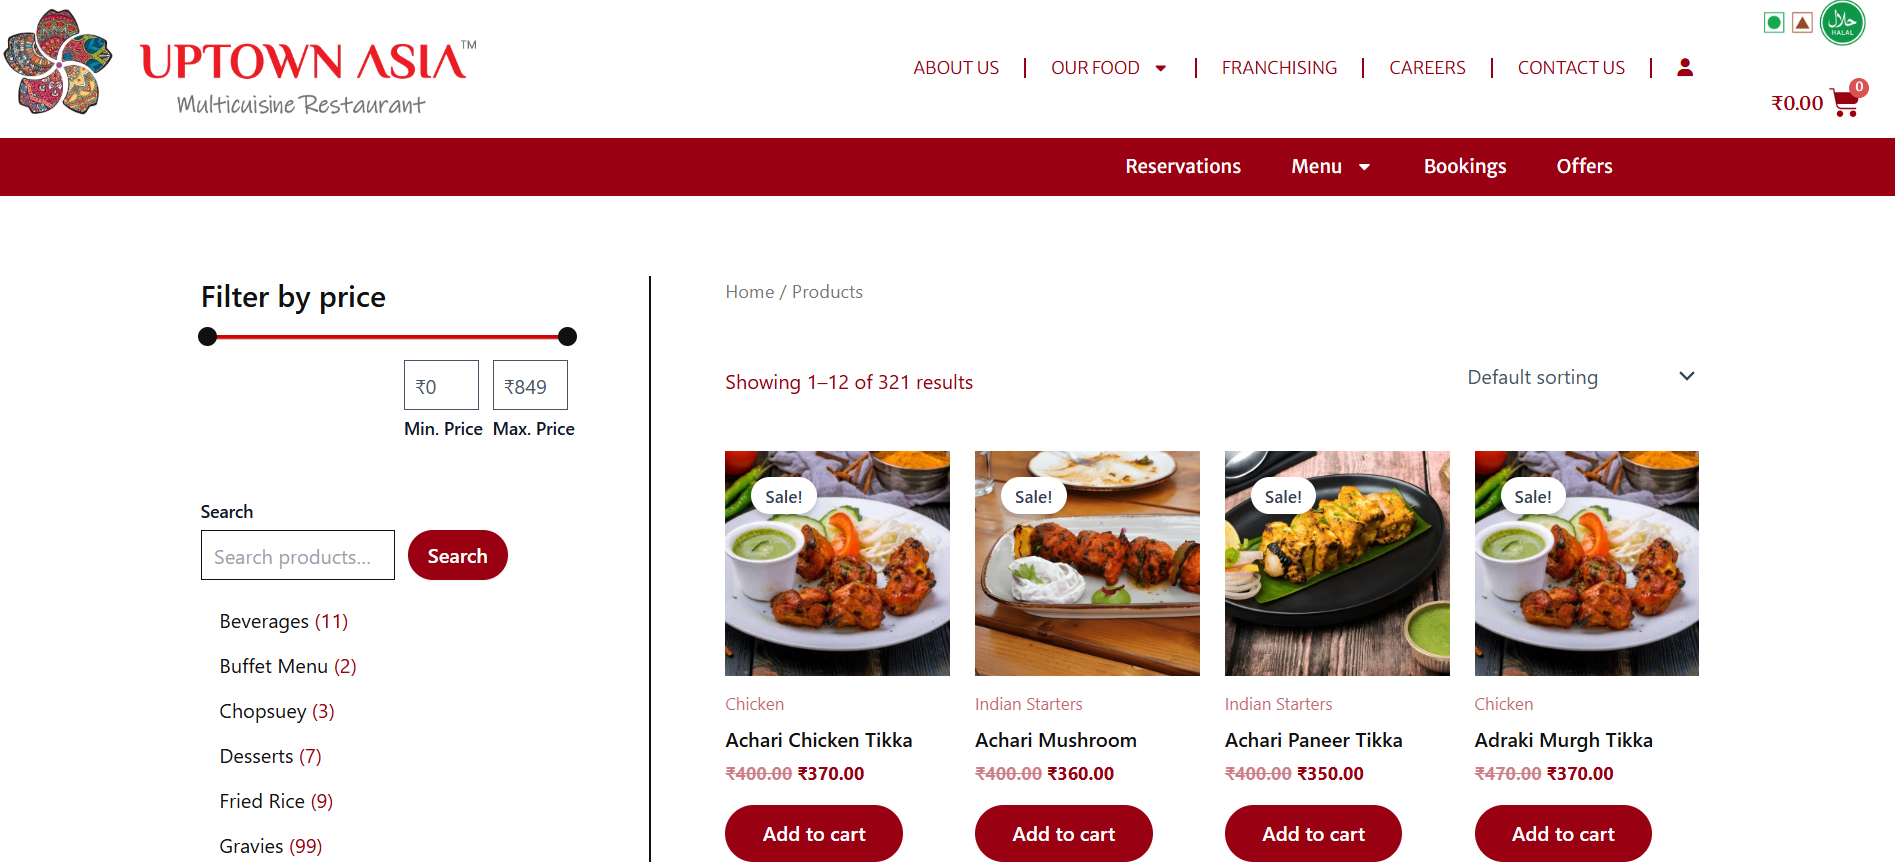 UPTOWN ASIA™
Multicuisine Restaurant
ABOUT US
OUR FOOD
FRANCHISING
CAREERS
CONTACT US
حلال
HALAL
₹0.00
0
Reservations
Menu
Bookings
Offers
Filter by price
₹0
₹849
Min. Price
Max. Price
Search
Search products...
Search
Beverages (11)
Buffet Menu (2)
Chopsuey (3)
Desserts (7)
Fried Rice (9)
Gravies (99)
Home / Products
Showing 1–12 of 321 results
Default sorting
Sale!
Chicken
Achari Chicken Tikka
₹400.00 ₹370.00
Add to cart
Sale!
Indian Starters
Achari Mushroom
₹400.00 ₹360.00
Add to cart
Sale!
Indian Starters
Achari Paneer Tikka
₹400.00 ₹350.00
Add to cart
Sale!
Chicken
Adraki Murgh Tikka
₹470.00 ₹370.00
Add to cart